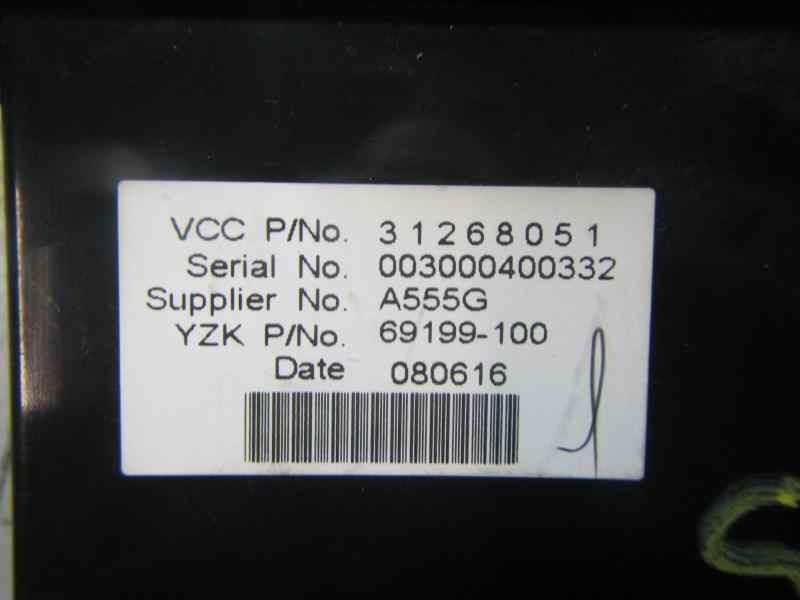 VCC P/No. 31268051
Serial No. 003000400332
Supplier No. A555G
YZK P/No. 69199-100
Date 080616